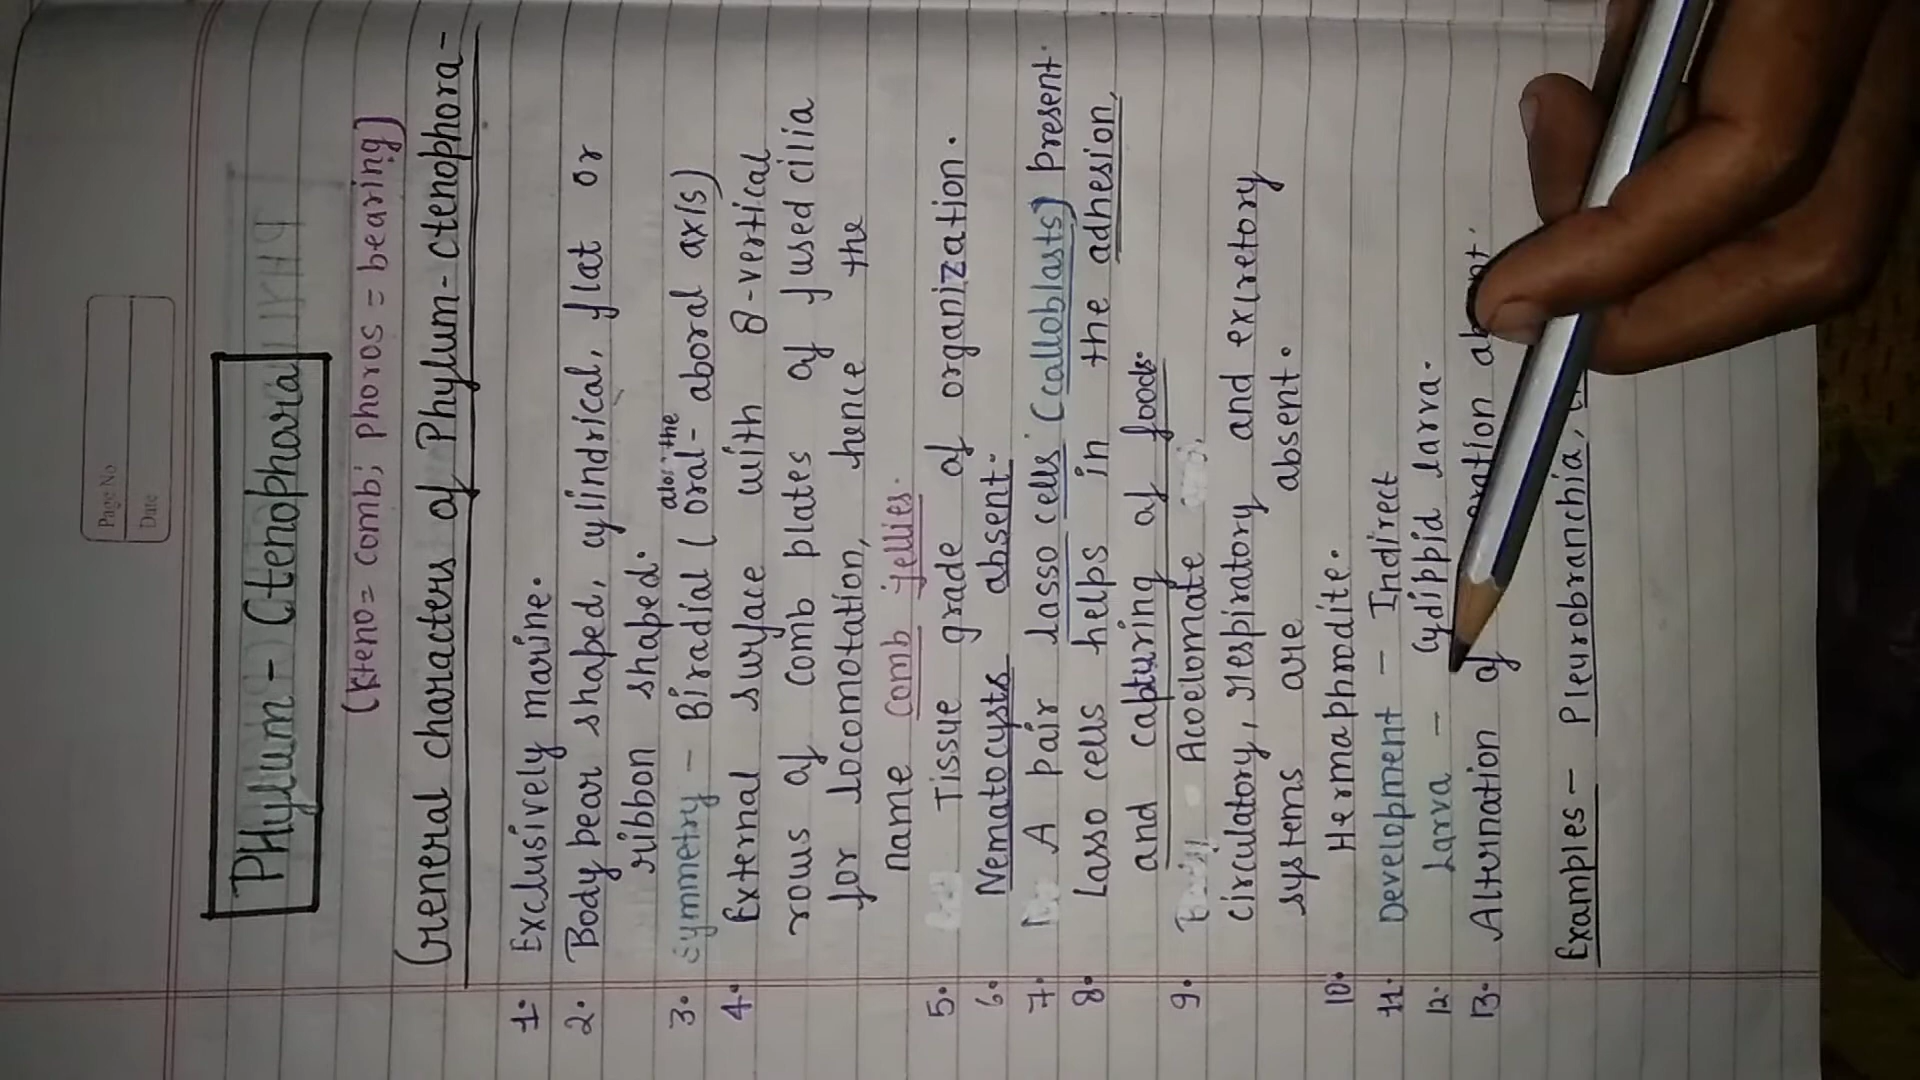 Page No
Date
Phylum - Ctenophora
(Kteno = comb; phoros = bearing)
General characters of Phylum-Ctenophora-
1. Exclusively marine.
2. Body bear shaped, cylindrical, flat or
ribbon shaped.
along the
3. Symmetry - Biradial (oral-aboral axis)
4. External surface with 8-vertical
rows of comb plates of fused cilia
for locomotation, hence the
name comb jellies.
5. Tissue grade of organization.
6. Nematocysts absent.
7. A pair lasso cells (calloblasts) present.
8. Lasso cells helps in the adhesion,
and capturing of foods.
9. Acoelomate
circulatory, respiratory and excretory
systems are absent.
10. Hermaphrodite.
11. Development - Indirect
12. Larva - Cydippid larva.
13. Alternation of
Examples - Pleurobranchia,